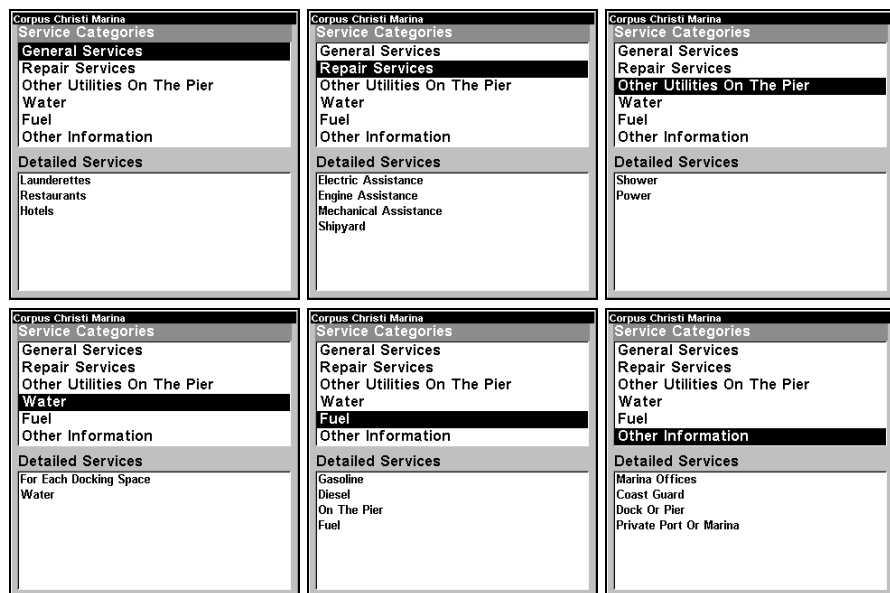 Corpus Christi Marina
Service Categories
General Services
Repair Services
Other Utilities On The Pier
Water
Fuel
Other Information
Detailed Services
Launderettes
Restaurants
Hotels
Corpus Christi Marina
Service Categories
General Services
Repair Services
Other Utilities On The Pier
Water
Fuel
Other Information
Detailed Services
Electric Assistance
Engine Assistance
Mechanical Assistance
Shipyard
Corpus Christi Marina
Service Categories
General Services
Repair Services
Other Utilities On The Pier
Water
Fuel
Other Information
Detailed Services
Shower
Power
Corpus Christi Marina
Service Categories
General Services
Repair Services
Other Utilities On The Pier
Water
Fuel
Other Information
Detailed Services
For Each Docking Space
Water
Corpus Christi Marina
Service Categories
General Services
Repair Services
Other Utilities On The Pier
Water
Fuel
Other Information
Detailed Services
Gasoline
Diesel
On The Pier
Fuel
Corpus Christi Marina
Service Categories
General Services
Repair Services
Other Utilities On The Pier
Water
Fuel
Other Information
Detailed Services
Marina Offices
Coast Guard
Dock Or Pier
Private Port Or Marina